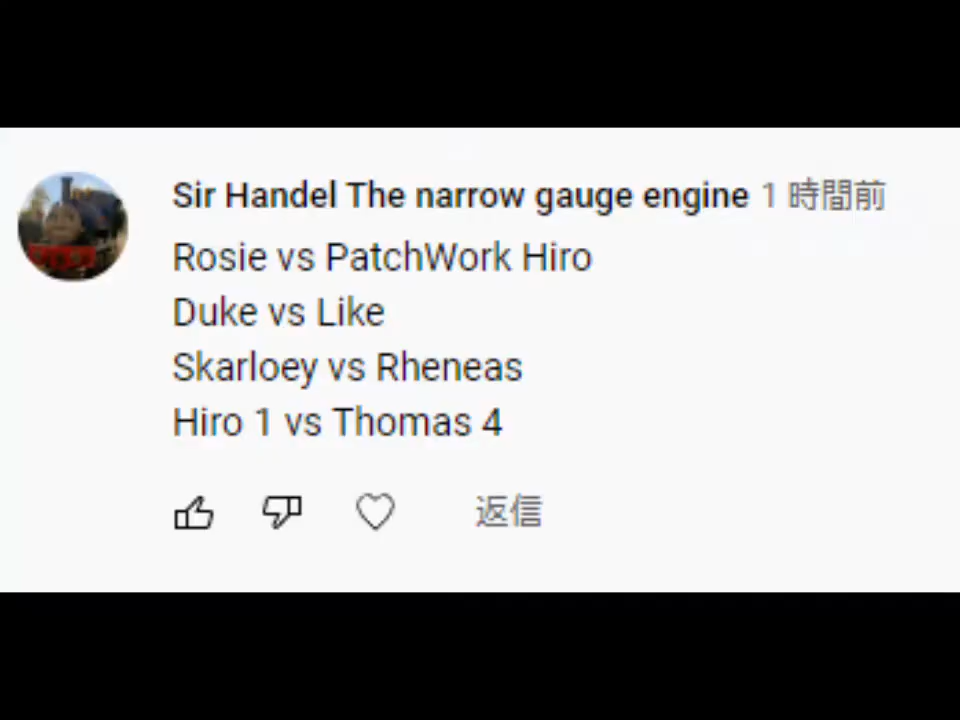 Sir Handel The narrow gauge engine 1 時間前
Rosie vs PatchWork Hiro
Duke vs Like
Skarloey vs Rheneas
Hiro 1 vs Thomas 4
返信